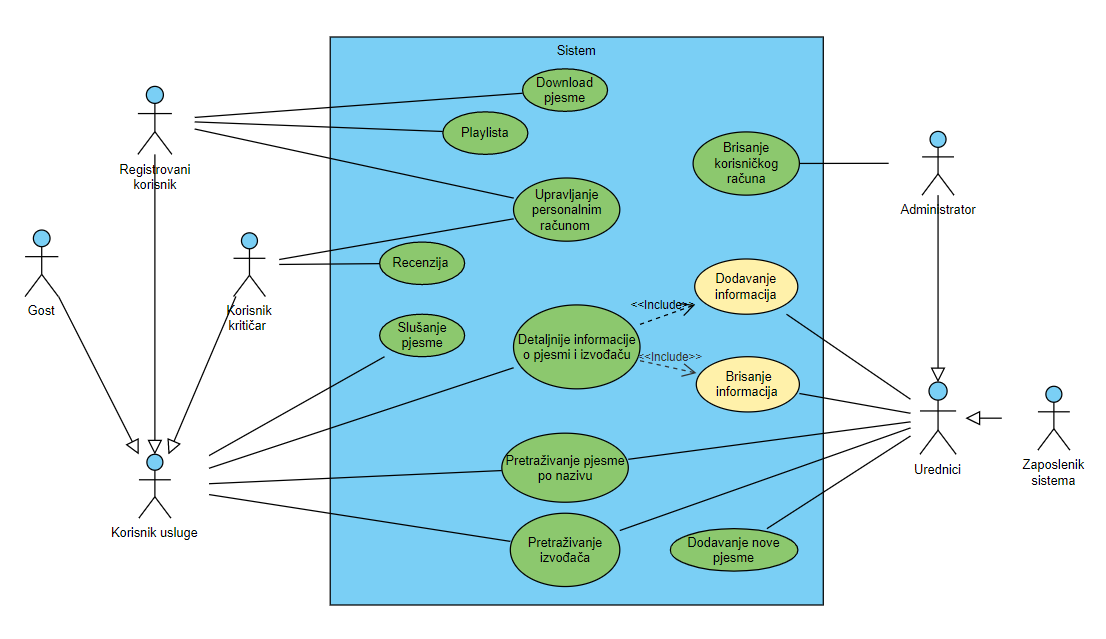 Sistem
Download
pjesme
Playlista
Brisanje
korisničkog
računa
Registrovani
korisnik
Upravljanje
personalnim
računom
Administrator
Recenzija
Gost
Korisnik
kritičar
Dodavanje
informacija
<<Include>>
Slušanje
pjesme
Detaljnije informacije
o pjesmi i izvođaču
<<Include>>
Brisanje
informacija
Urednici
Zaposlenik
sistema
Pretraživanje pjesme
po nazivu
Korisnik usluge
Pretraživanje
izvođača
Dodavanje nove
pjesme